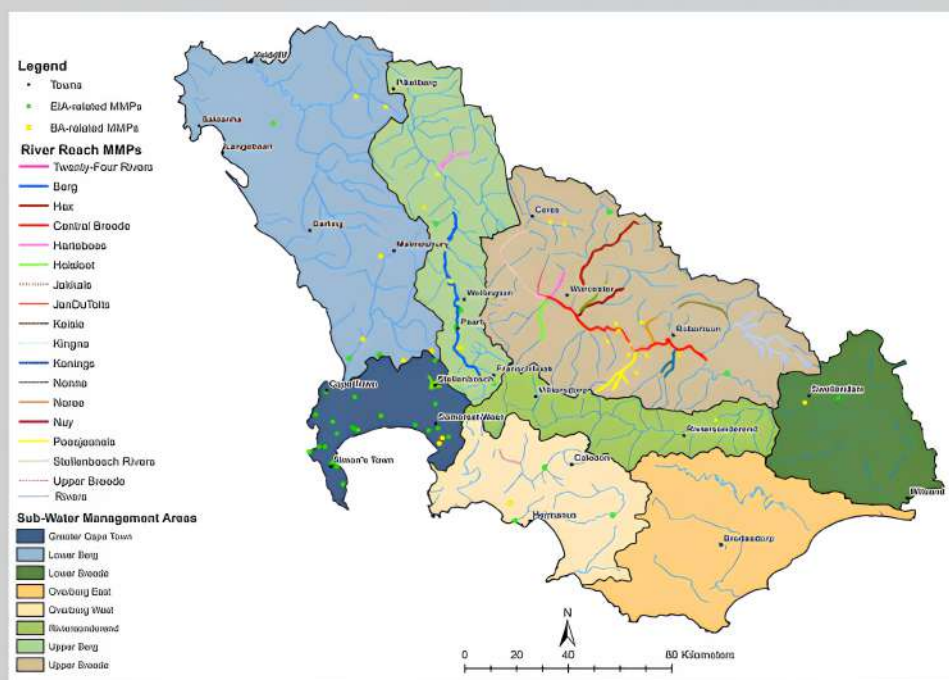 Legend
Towns
EIA-related MMPs
BA-related MMPs
River Reach MMPs
Twenty-Four Rivers
Berg
Hex
Central Breede
Hartebees
Holsloot
Jakkals
JanDuToits
Keisie
Kingna
Konings
Nonna
Noree
Nuy
Poesjesnels
Stellenbosch Rivers
Upper Breede
Rivers
Sub-Water Management Areas
Greater Cape Town
Lower Berg
Lower Breede
Overberg East
Overberg West
Riviersonderend
Upper Berg
Upper Breede
Velddrif
Piketberg
Saldanha
Langebaan
Darling
Malmesbury
Ceres
Wellington
Worcester
Paarl
Robertson
Franschhoek
Cape Town
Stellenbosch
Villiersdorp
Swellendam
Somerset West
Riviersonderend
Simon's Town
Caledon
Witsand
Hermanus
Bredasdorp
N
0 20 40 80 Kilometers